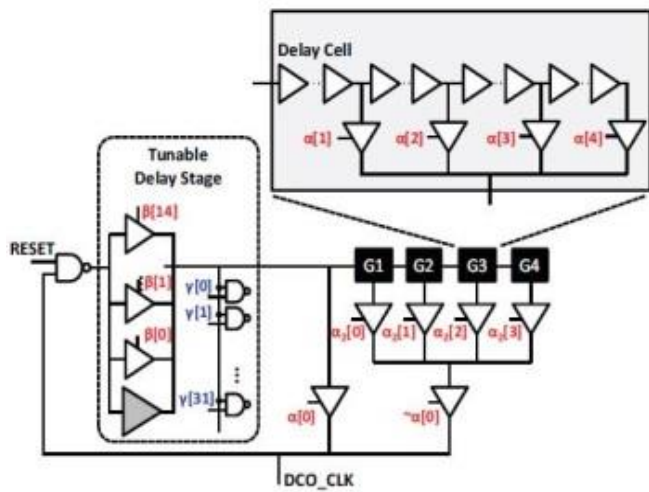 Delay Cell
α[1] α[2] α[3] α[4]
Tunable
Delay Stage
β[14]
RESET
G1 G2 G3 G4
β[1]
γ[0]
γ[1]
α₂[0] α₂[1] α₂[2] α₂[3]
β[0]
...
γ[31]
α[0] ~α[0]
DCO_CLK